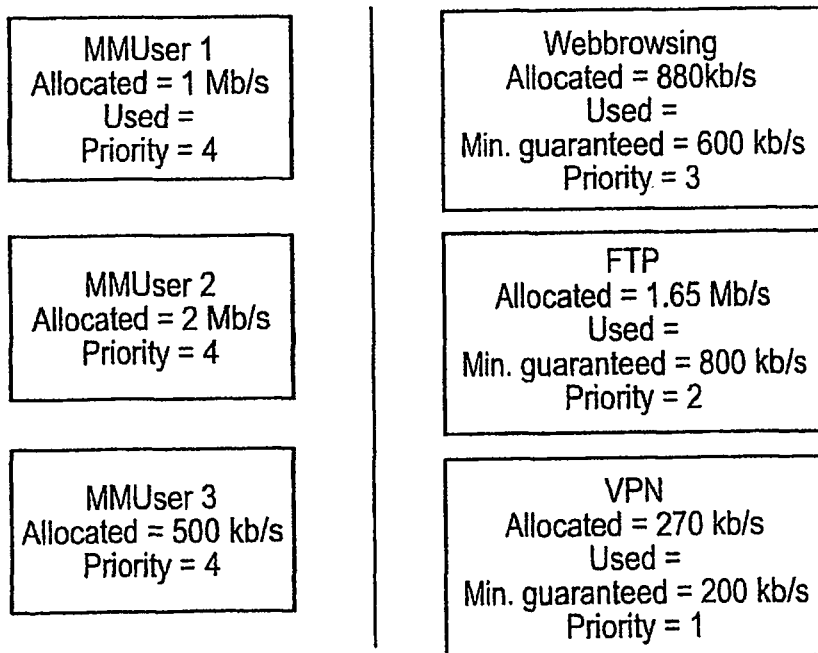 MMUser 1
Allocated = 1 Mb/s
Used =
Priority = 4
MMUser 2
Allocated = 2 Mb/s
Priority = 4
MMUser 3
Allocated = 500 kb/s
Priority = 4
Webbrowsing
Allocated = 880kb/s
Used =
Min. guaranteed = 600 kb/s
Priority = 3
FTP
Allocated = 1.65 Mb/s
Used =
Min. guaranteed = 800 kb/s
Priority = 2
VPN
Allocated = 270 kb/s
Used =
Min. guaranteed = 200 kb/s
Priority = 1